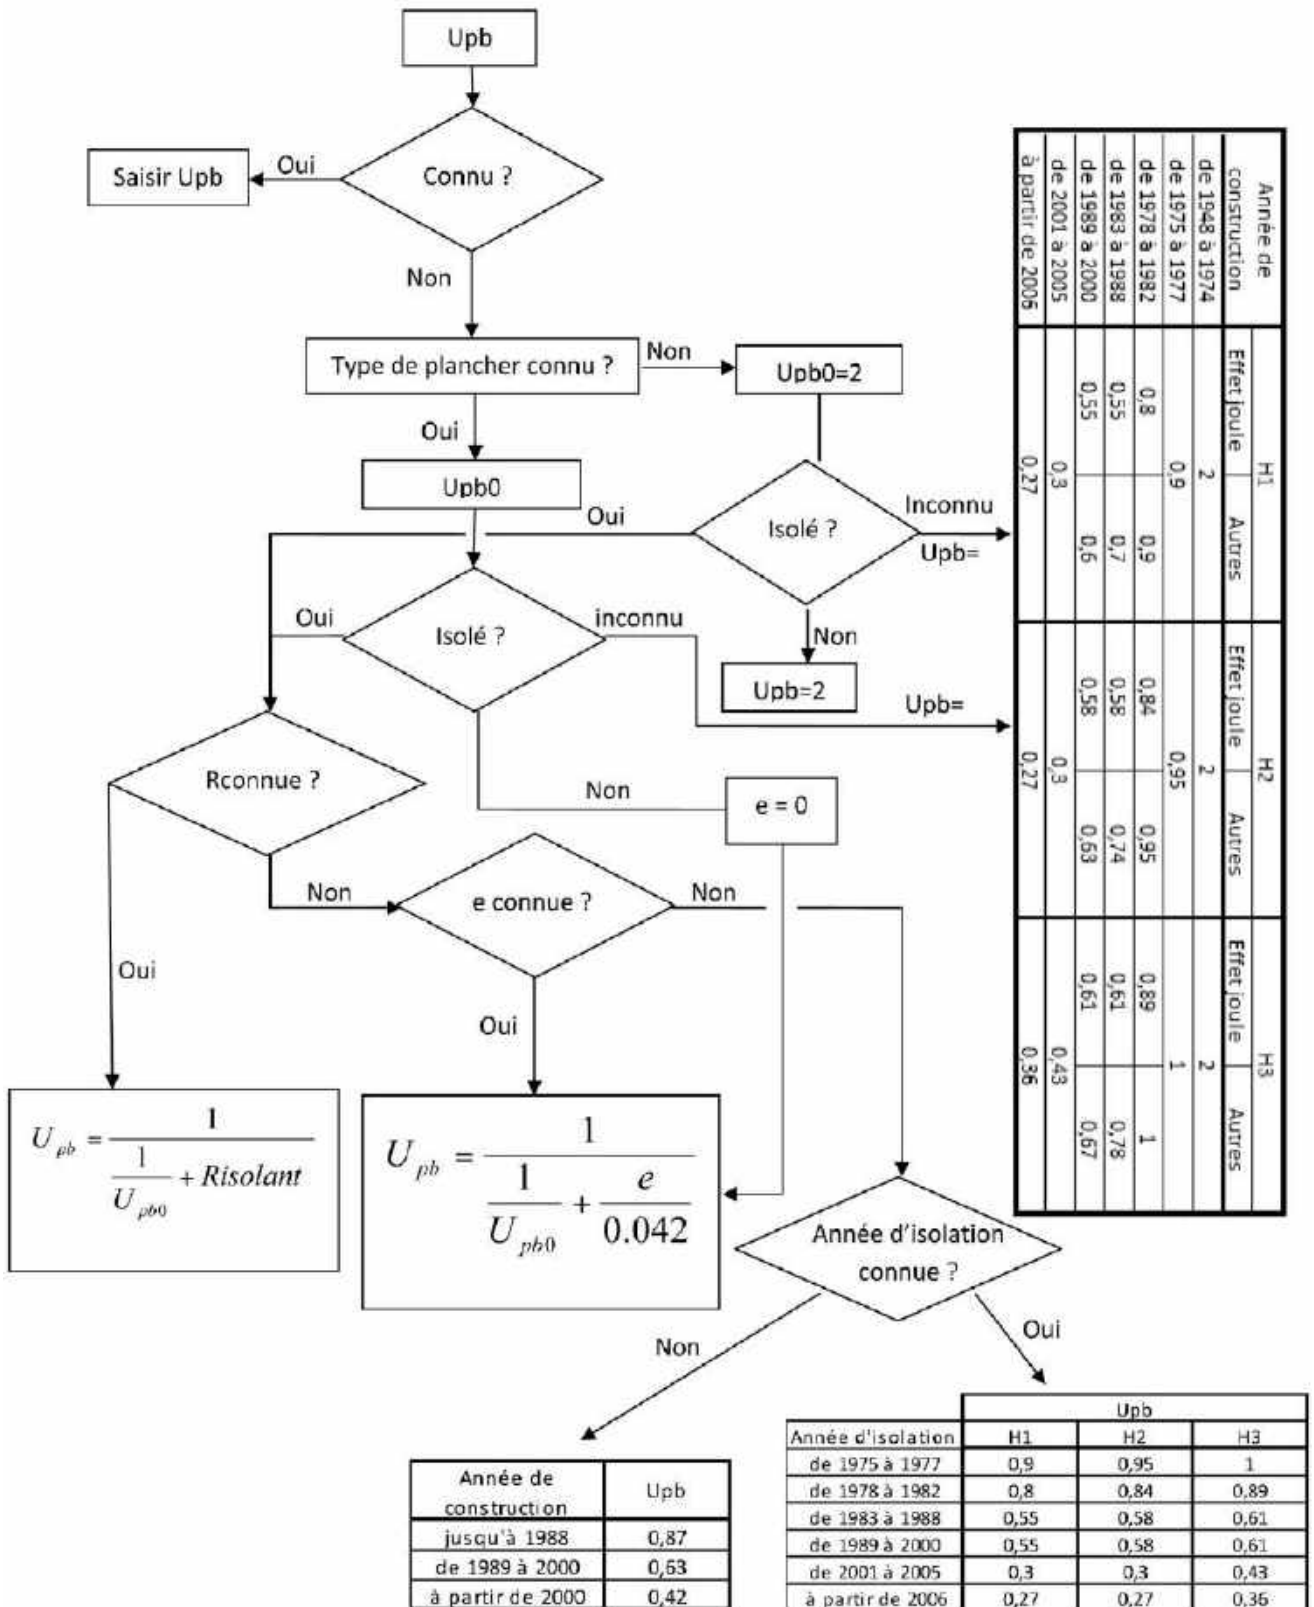 Upb
Connu ?
Oui
Saisir Upb
Non
Type de plancher connu ?
Non
Upb0=2
Oui
Upb0
Oui
Isolé ?
Inconnu
Upb=
Non
Upb=2
Isolé ?
Oui
inconnu
Upb=
Non
e = 0
Rconnue ?
Non
e connue ?
Non
Oui
Oui
U_pb = 1 / (1/U_pb0 + Risolant)
U_pb = 1 / (1/U_pb0 + e/0.042)
Année d'isolation
connue ?
Non
Oui
Année de construction H1 H2 H3
Effet joule Autres Effet joule Autres Effet joule Autres
de 1948 à 1974 2 2 2
de 1975 à 1977 0,9 0,95 1
de 1978 à 1982 0,8 0,9 0,84 0,95 0,89 1
de 1983 à 1988 0,55 0,7 0,58 0,74 0,61 0,78
de 1989 à 2000 0,55 0,6 0,58 0,63 0,61 0,67
de 2001 à 2005 0,3 0,3 0,43
à partir de 2006 0,27 0,27 0,36
Année de
construction Upb
jusqu'à 1988 0,87
de 1989 à 2000 0,63
à partir de 2000 0,42
Upb
Année d'isolation H1 H2 H3
de 1975 à 1977 0,9 0,95 1
de 1978 à 1982 0,8 0,84 0,89
de 1983 à 1988 0,55 0,58 0,61
de 1989 à 2000 0,55 0,58 0,61
de 2001 à 2005 0,3 0,3 0,43
à partir de 2006 0,27 0,27 0,36